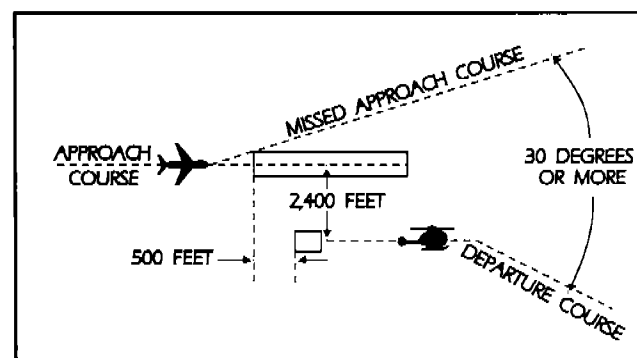 MISSED APPROACH COURSE
APPROACH
COURSE
30 DEGREES
OR MORE
2,400 FEET
500 FEET
DEPARTURE COURSE